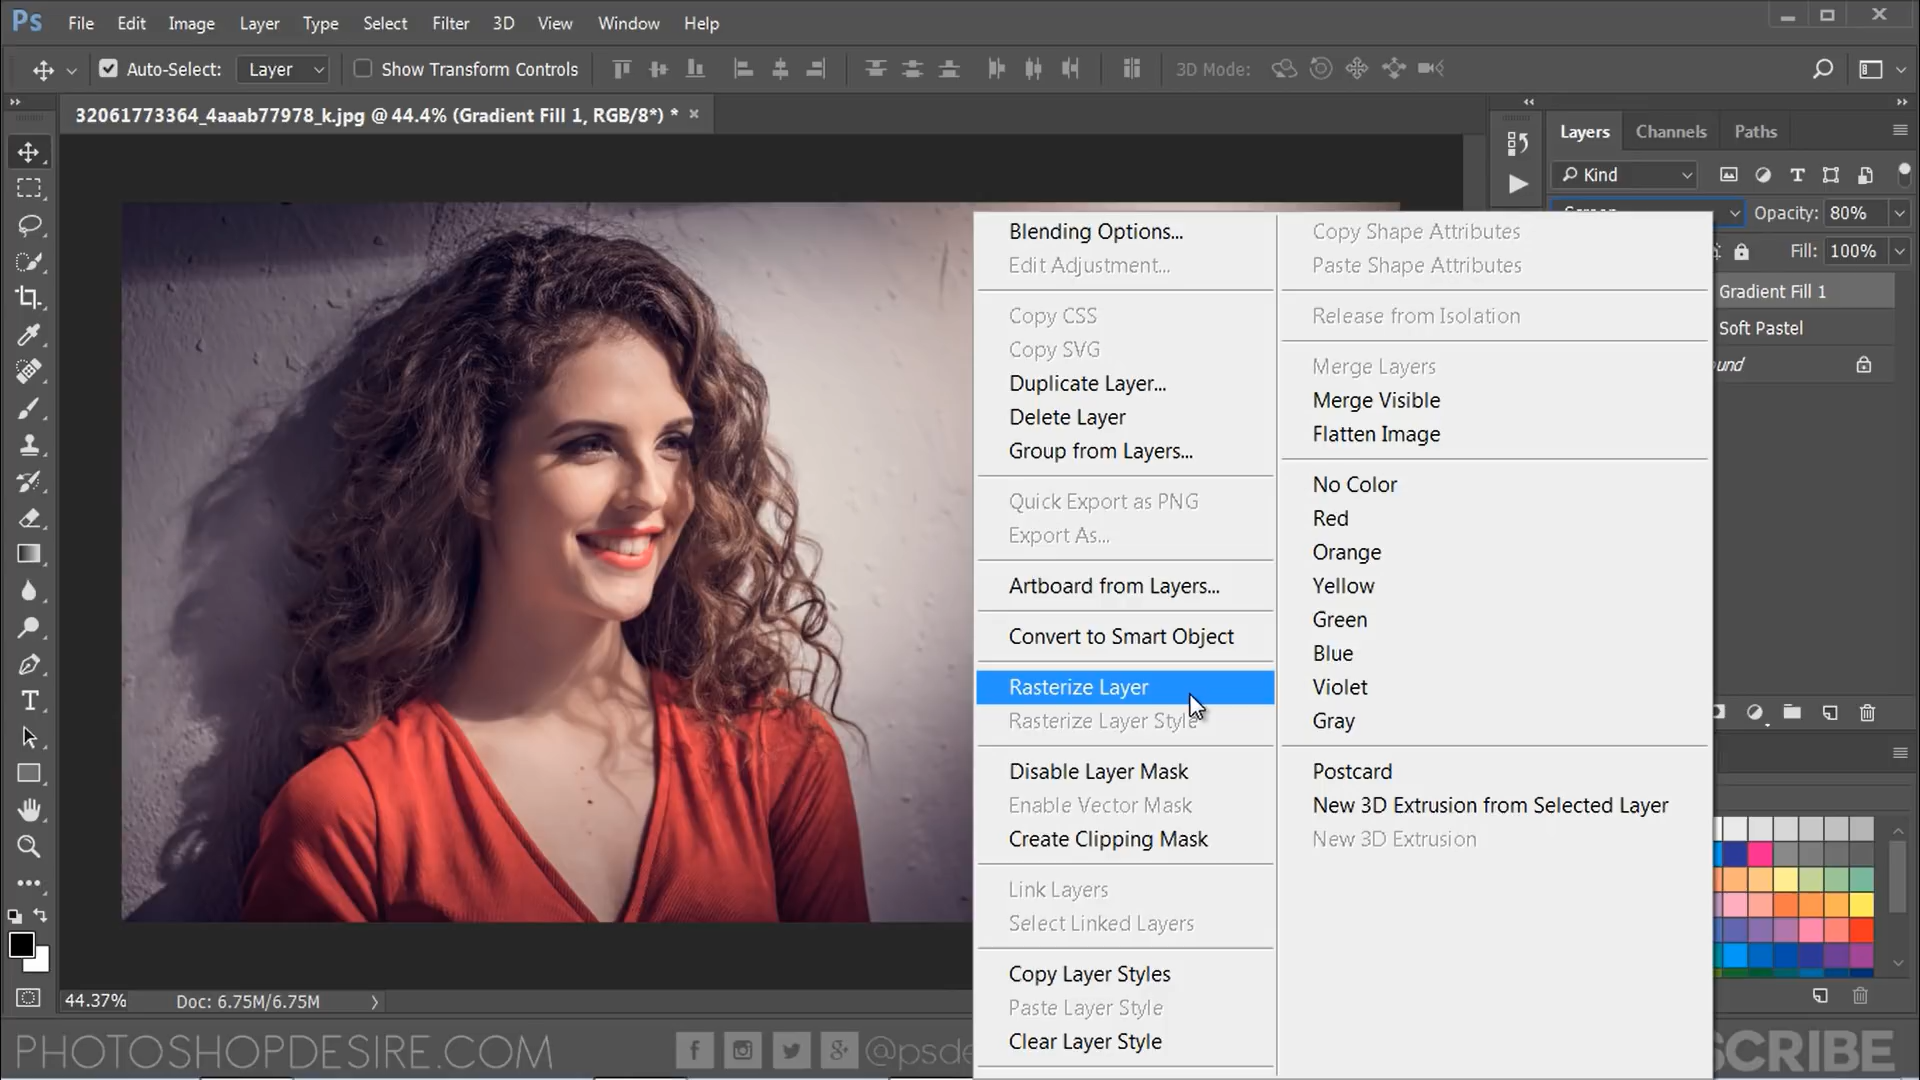 Ps File Edit Image Layer Type Select Filter 3D View Window Help
Auto-Select: Layer Show Transform Controls 3D Mode:
32061773364_4aaab77978_k.jpg @ 44.4% (Gradient Fill 1, RGB/8*) *
Layers Channels Paths
Kind
Opacity: 80%
Fill: 100%
Gradient Fill 1
Soft Pastel
Blending Options...
Edit Adjustment...
Copy CSS
Copy SVG
Duplicate Layer...
Delete Layer
Group from Layers...
Quick Export as PNG
Export As...
Artboard from Layers...
Convert to Smart Object
Rasterize Layer
Rasterize Layer Style
Disable Layer Mask
Enable Vector Mask
Create Clipping Mask
Link Layers
Select Linked Layers
Copy Layer Styles
Paste Layer Style
Clear Layer Style
Copy Shape Attributes
Paste Shape Attributes
Release from Isolation
Merge Layers
Merge Visible
Flatten Image
No Color
Red
Orange
Yellow
Green
Blue
Violet
Gray
Postcard
New 3D Extrusion from Selected Layer
New 3D Extrusion
44.37% Doc: 6.75M/6.75M
PHOTOSHOPDESIRE.COM @psde SCRIBE